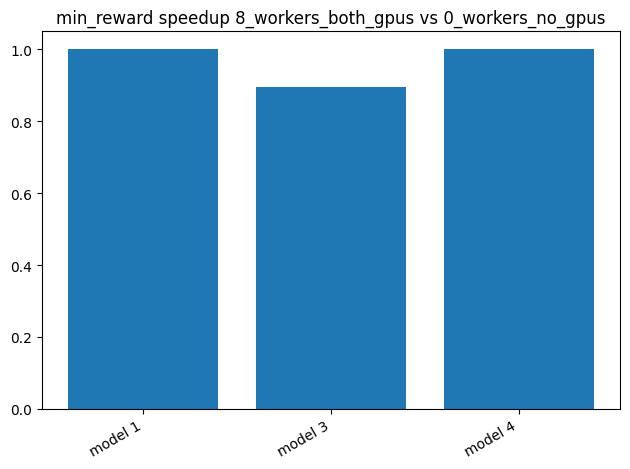 min_reward speedup 8_workers_both_gpus vs 0_workers_no_gpus
1.0
0.8
0.6
0.4
0.2
0.0
model 1
model 3
model 4